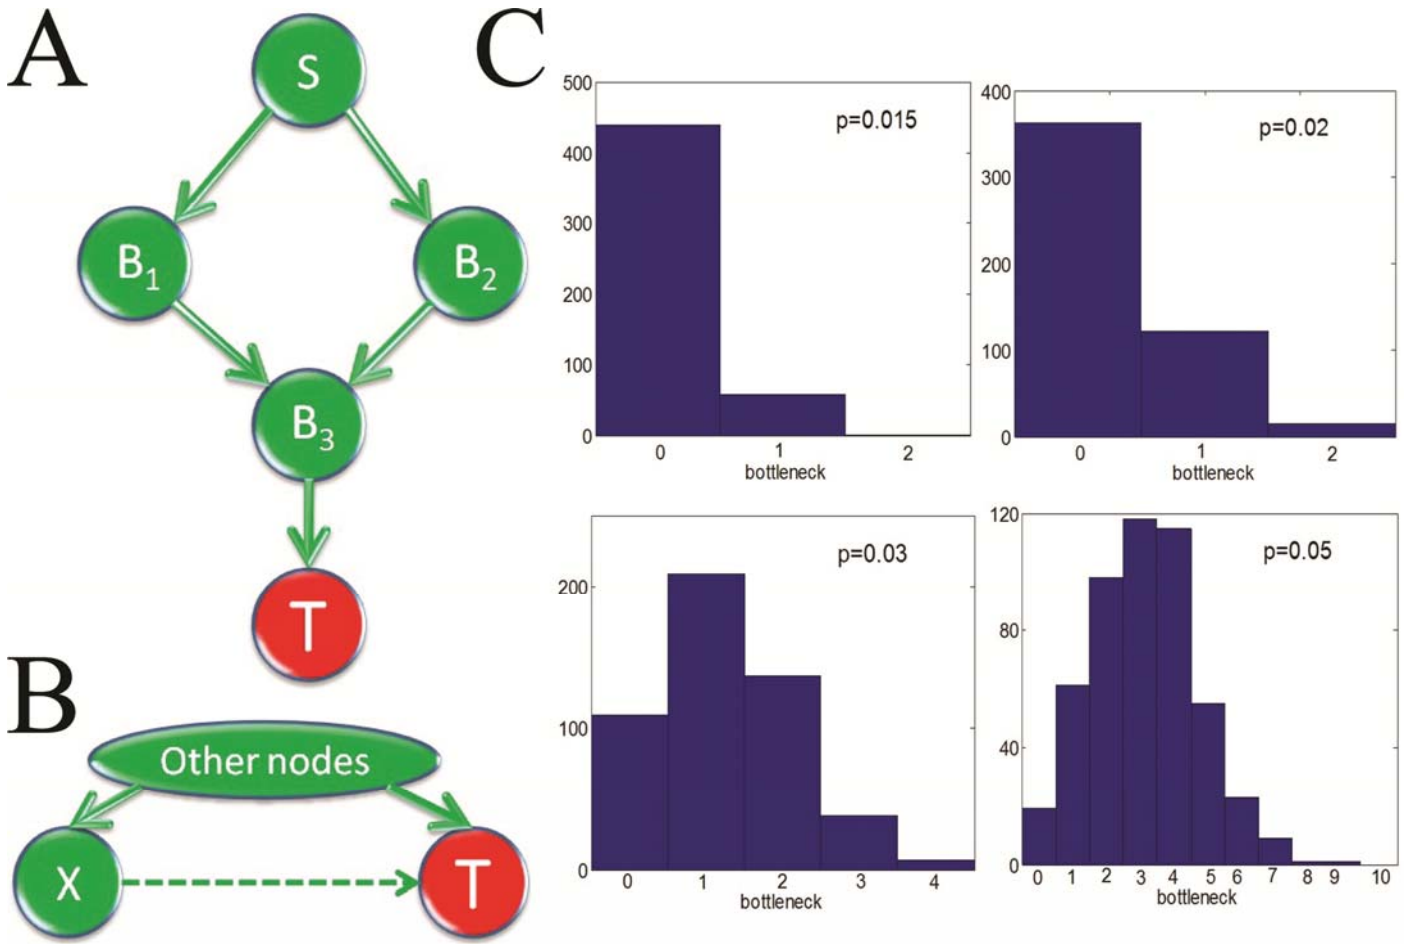 A
S
B1
B2
B3
T
B
Other nodes
X
T
C
500
400
300
200
100
0
p=0.015
0 1 2
bottleneck
400
300
200
100
0
p=0.02
0 1 2
bottleneck
200
100
0
p=0.03
0 1 2 3 4
bottleneck
120
80
40
0
p=0.05
0 1 2 3 4 5 6 7 8 9 10
bottleneck